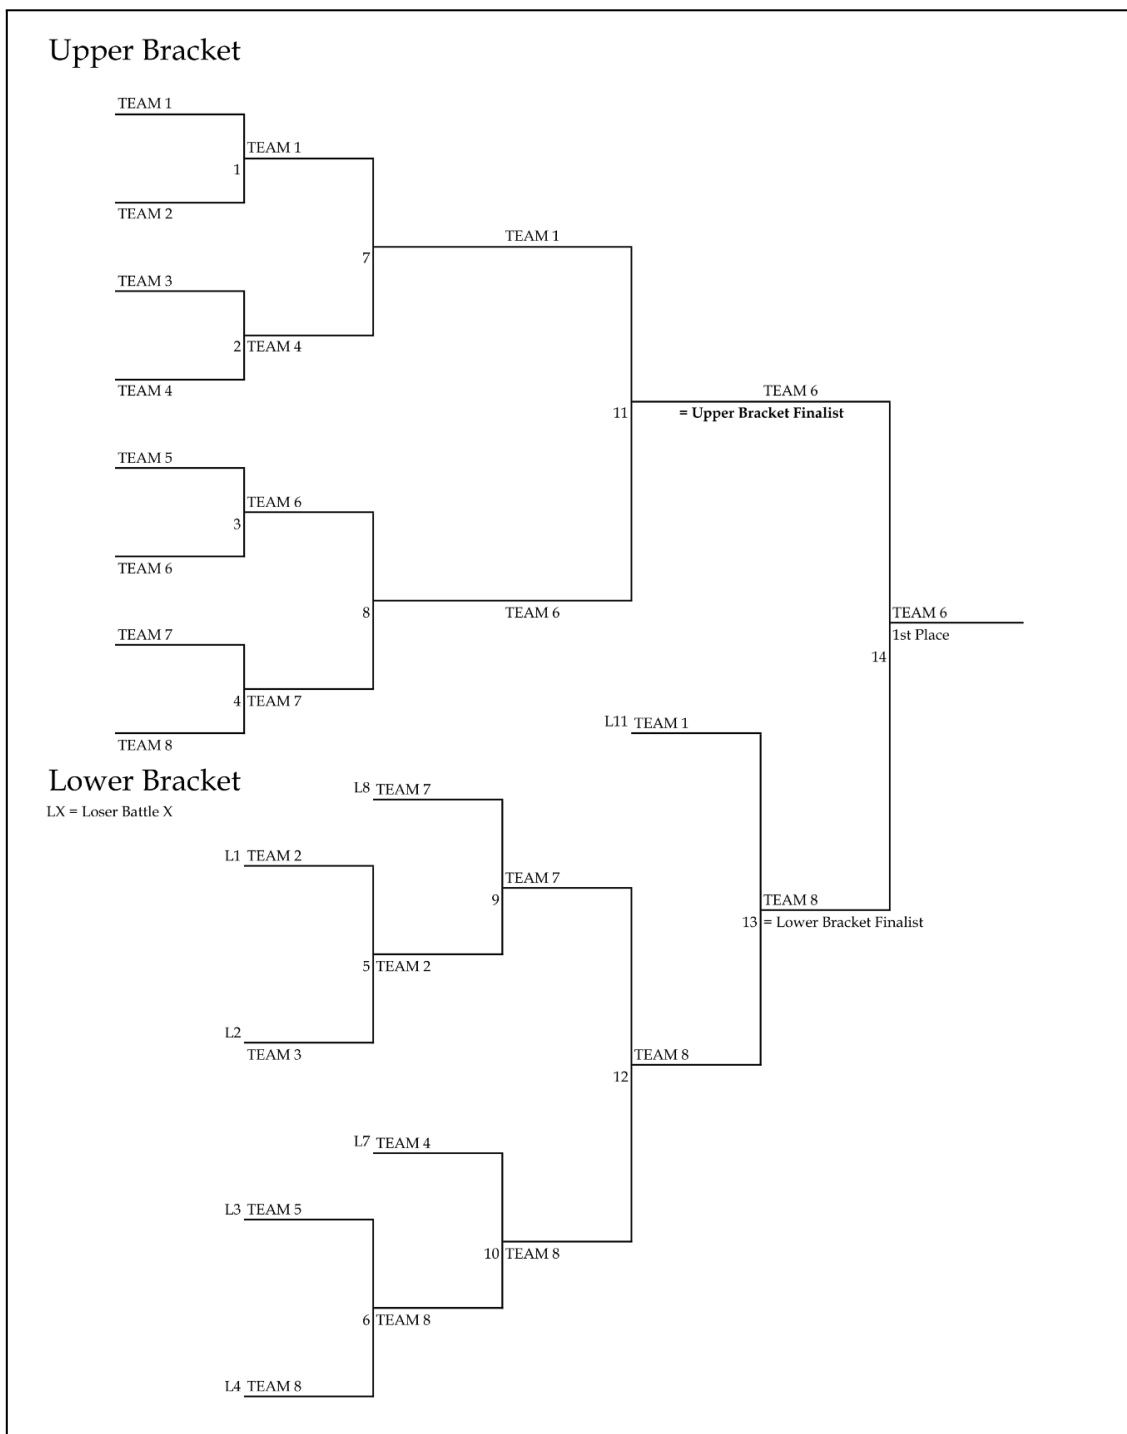 Upper Bracket
TEAM 1
TEAM 1
1
TEAM 2
TEAM 1
7
TEAM 3
2 TEAM 4
TEAM 4
TEAM 6
11 = Upper Bracket Finalist
TEAM 5
TEAM 6
3
TEAM 6
8 TEAM 6
TEAM 6
1st Place
14
TEAM 7
4 TEAM 7
TEAM 8
L11 TEAM 1
Lower Bracket
LX = Loser Battle X
L8 TEAM 7
L1 TEAM 2
TEAM 7
9
TEAM 8
13 = Lower Bracket Finalist
5 TEAM 2
L2
TEAM 3
TEAM 8
12
L7 TEAM 4
L3 TEAM 5
10 TEAM 8
6 TEAM 8
L4 TEAM 8